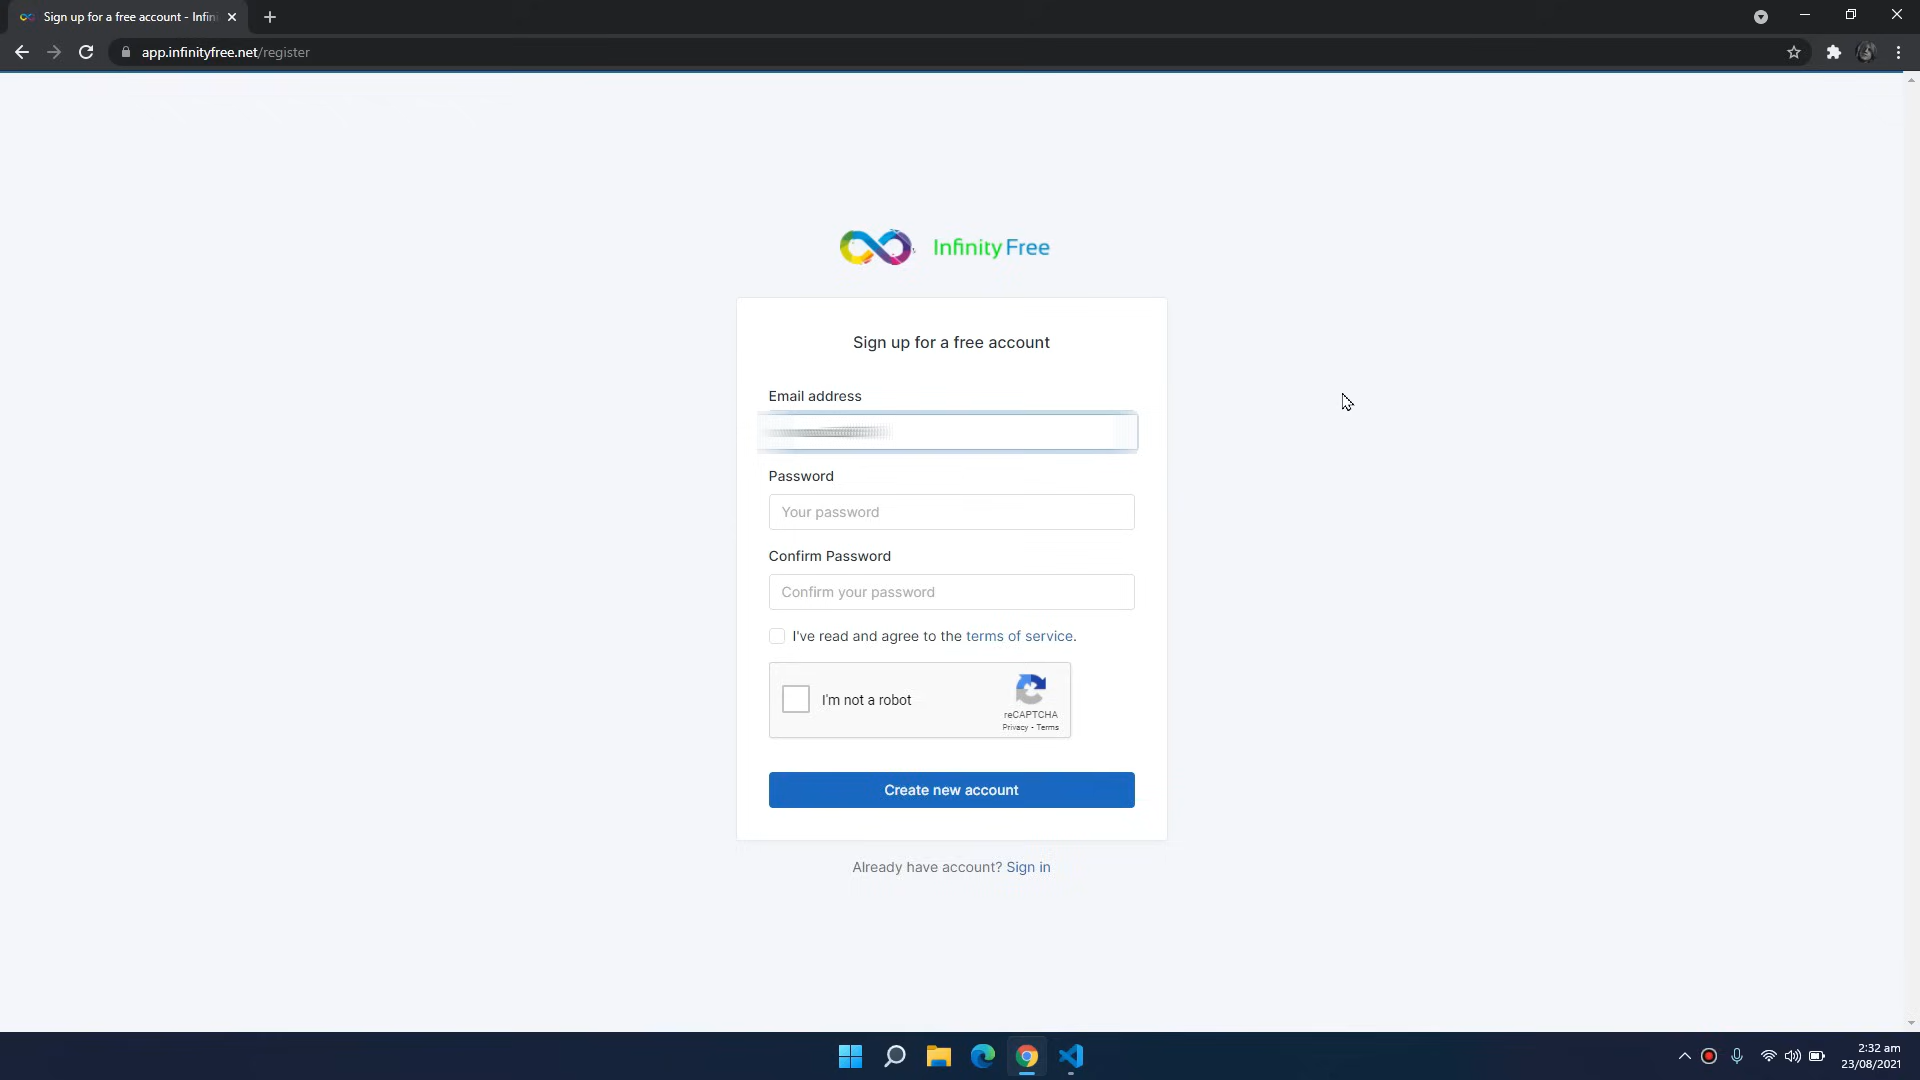 Sign up for a free account - Infin
app.infinityfree.net/register
Infinity Free
Sign up for a free account
Email address
Password
Your password
Confirm Password
Confirm your password
I've read and agree to the terms of service.
I'm not a robot
reCAPTCHA
Privacy - Terms
Create new account
Already have account? Sign in
2:32 am
23/08/2021